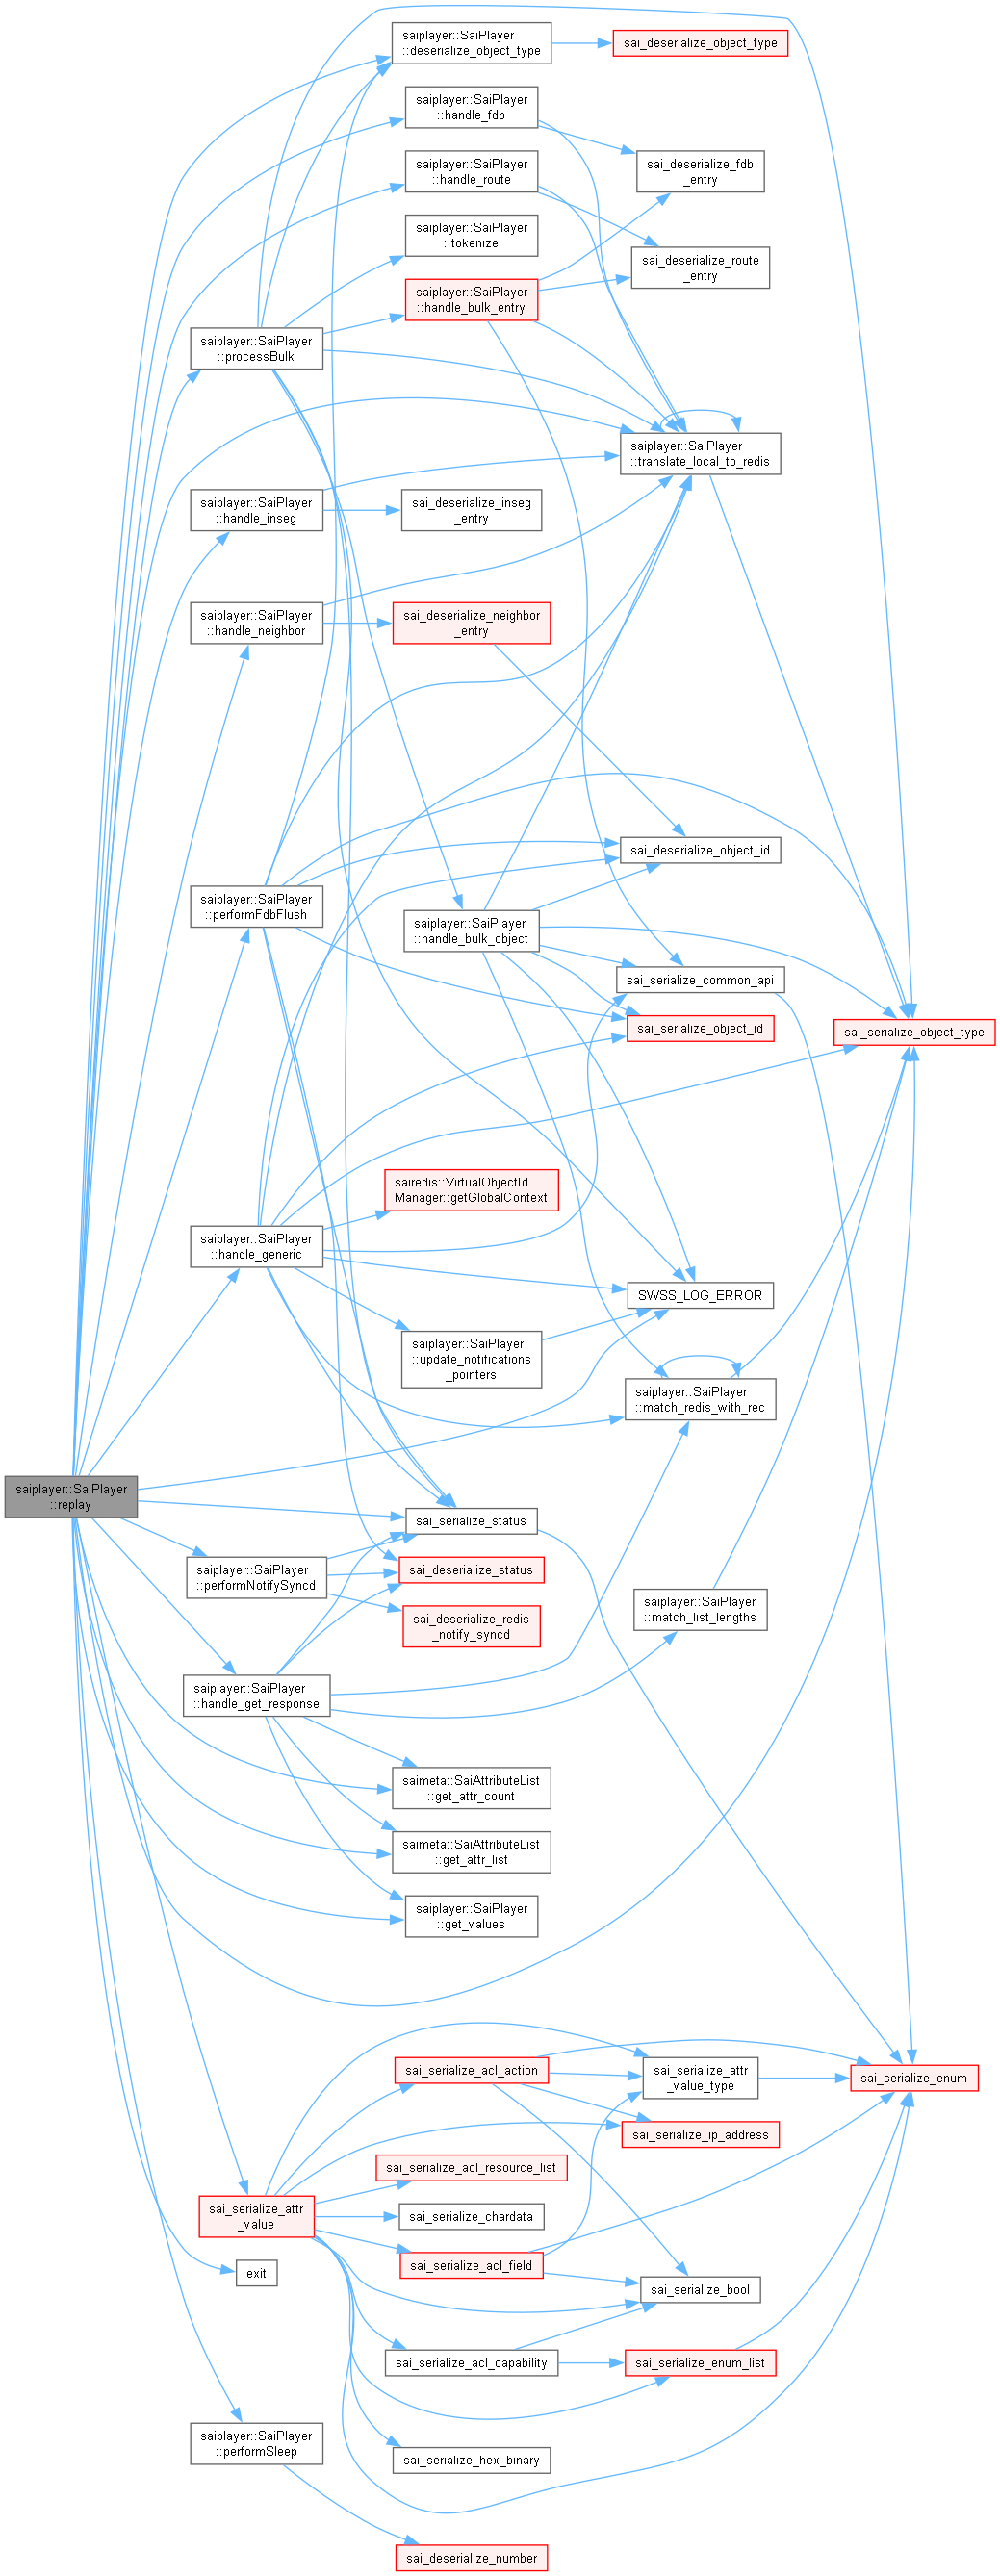 saiplayer::SaiPlayer
::deserialize_object_type
sai_deserialize_object_type
saiplayer::SaiPlayer
::handle_fdb
sai_deserialize_fdb
_entry
saiplayer::SaiPlayer
::handle_route
saiplayer::SaiPlayer
::tokenize
sai_deserialize_route
_entry
saiplayer::SaiPlayer
::handle_bulk_entry
saiplayer::SaiPlayer
::processBulk
saiplayer::SaiPlayer
::translate_local_to_redis
saiplayer::SaiPlayer
::handle_inseg
sai_deserialize_inseg
_entry
saiplayer::SaiPlayer
::handle_neighbor
sai_deserialize_neighbor
_entry
sai_deserialize_object_id
saiplayer::SaiPlayer
::performFdbFlush
saiplayer::SaiPlayer
::handle_bulk_object
sai_serialize_common_api
sai_serialize_object_id
sai_serialize_object_type
sairedis::VirtualObjectId
Manager::getGlobalContext
saiplayer::SaiPlayer
::handle_generic
SWSS_LOG_ERROR
saiplayer::SaiPlayer
::update_notifications
_pointers
saiplayer::SaiPlayer
::match_redis_with_rec
saiplayer::SaiPlayer
::replay
sai_serialize_status
saiplayer::SaiPlayer
::performNotifySyncd
sai_deserialize_status
sai_deserialize_redis
_notify_syncd
saiplayer::SaiPlayer
::match_list_lengths
saiplayer::SaiPlayer
::handle_get_response
saimeta::SaiAttributeList
::get_attr_count
saimeta::SaiAttributeList
::get_attr_list
saiplayer::SaiPlayer
::get_values
sai_serialize_acl_action
sai_serialize_attr
_value_type
sai_serialize_enum
sai_serialize_ip_address
sai_serialize_acl_resource_list
sai_serialize_attr
_value
sai_serialize_chardata
sai_serialize_acl_field
exit
sai_serialize_bool
sai_serialize_acl_capability
sai_serialize_enum_list
saiplayer::SaiPlayer
::performSleep
sai_serialize_hex_binary
sai_deserialize_number